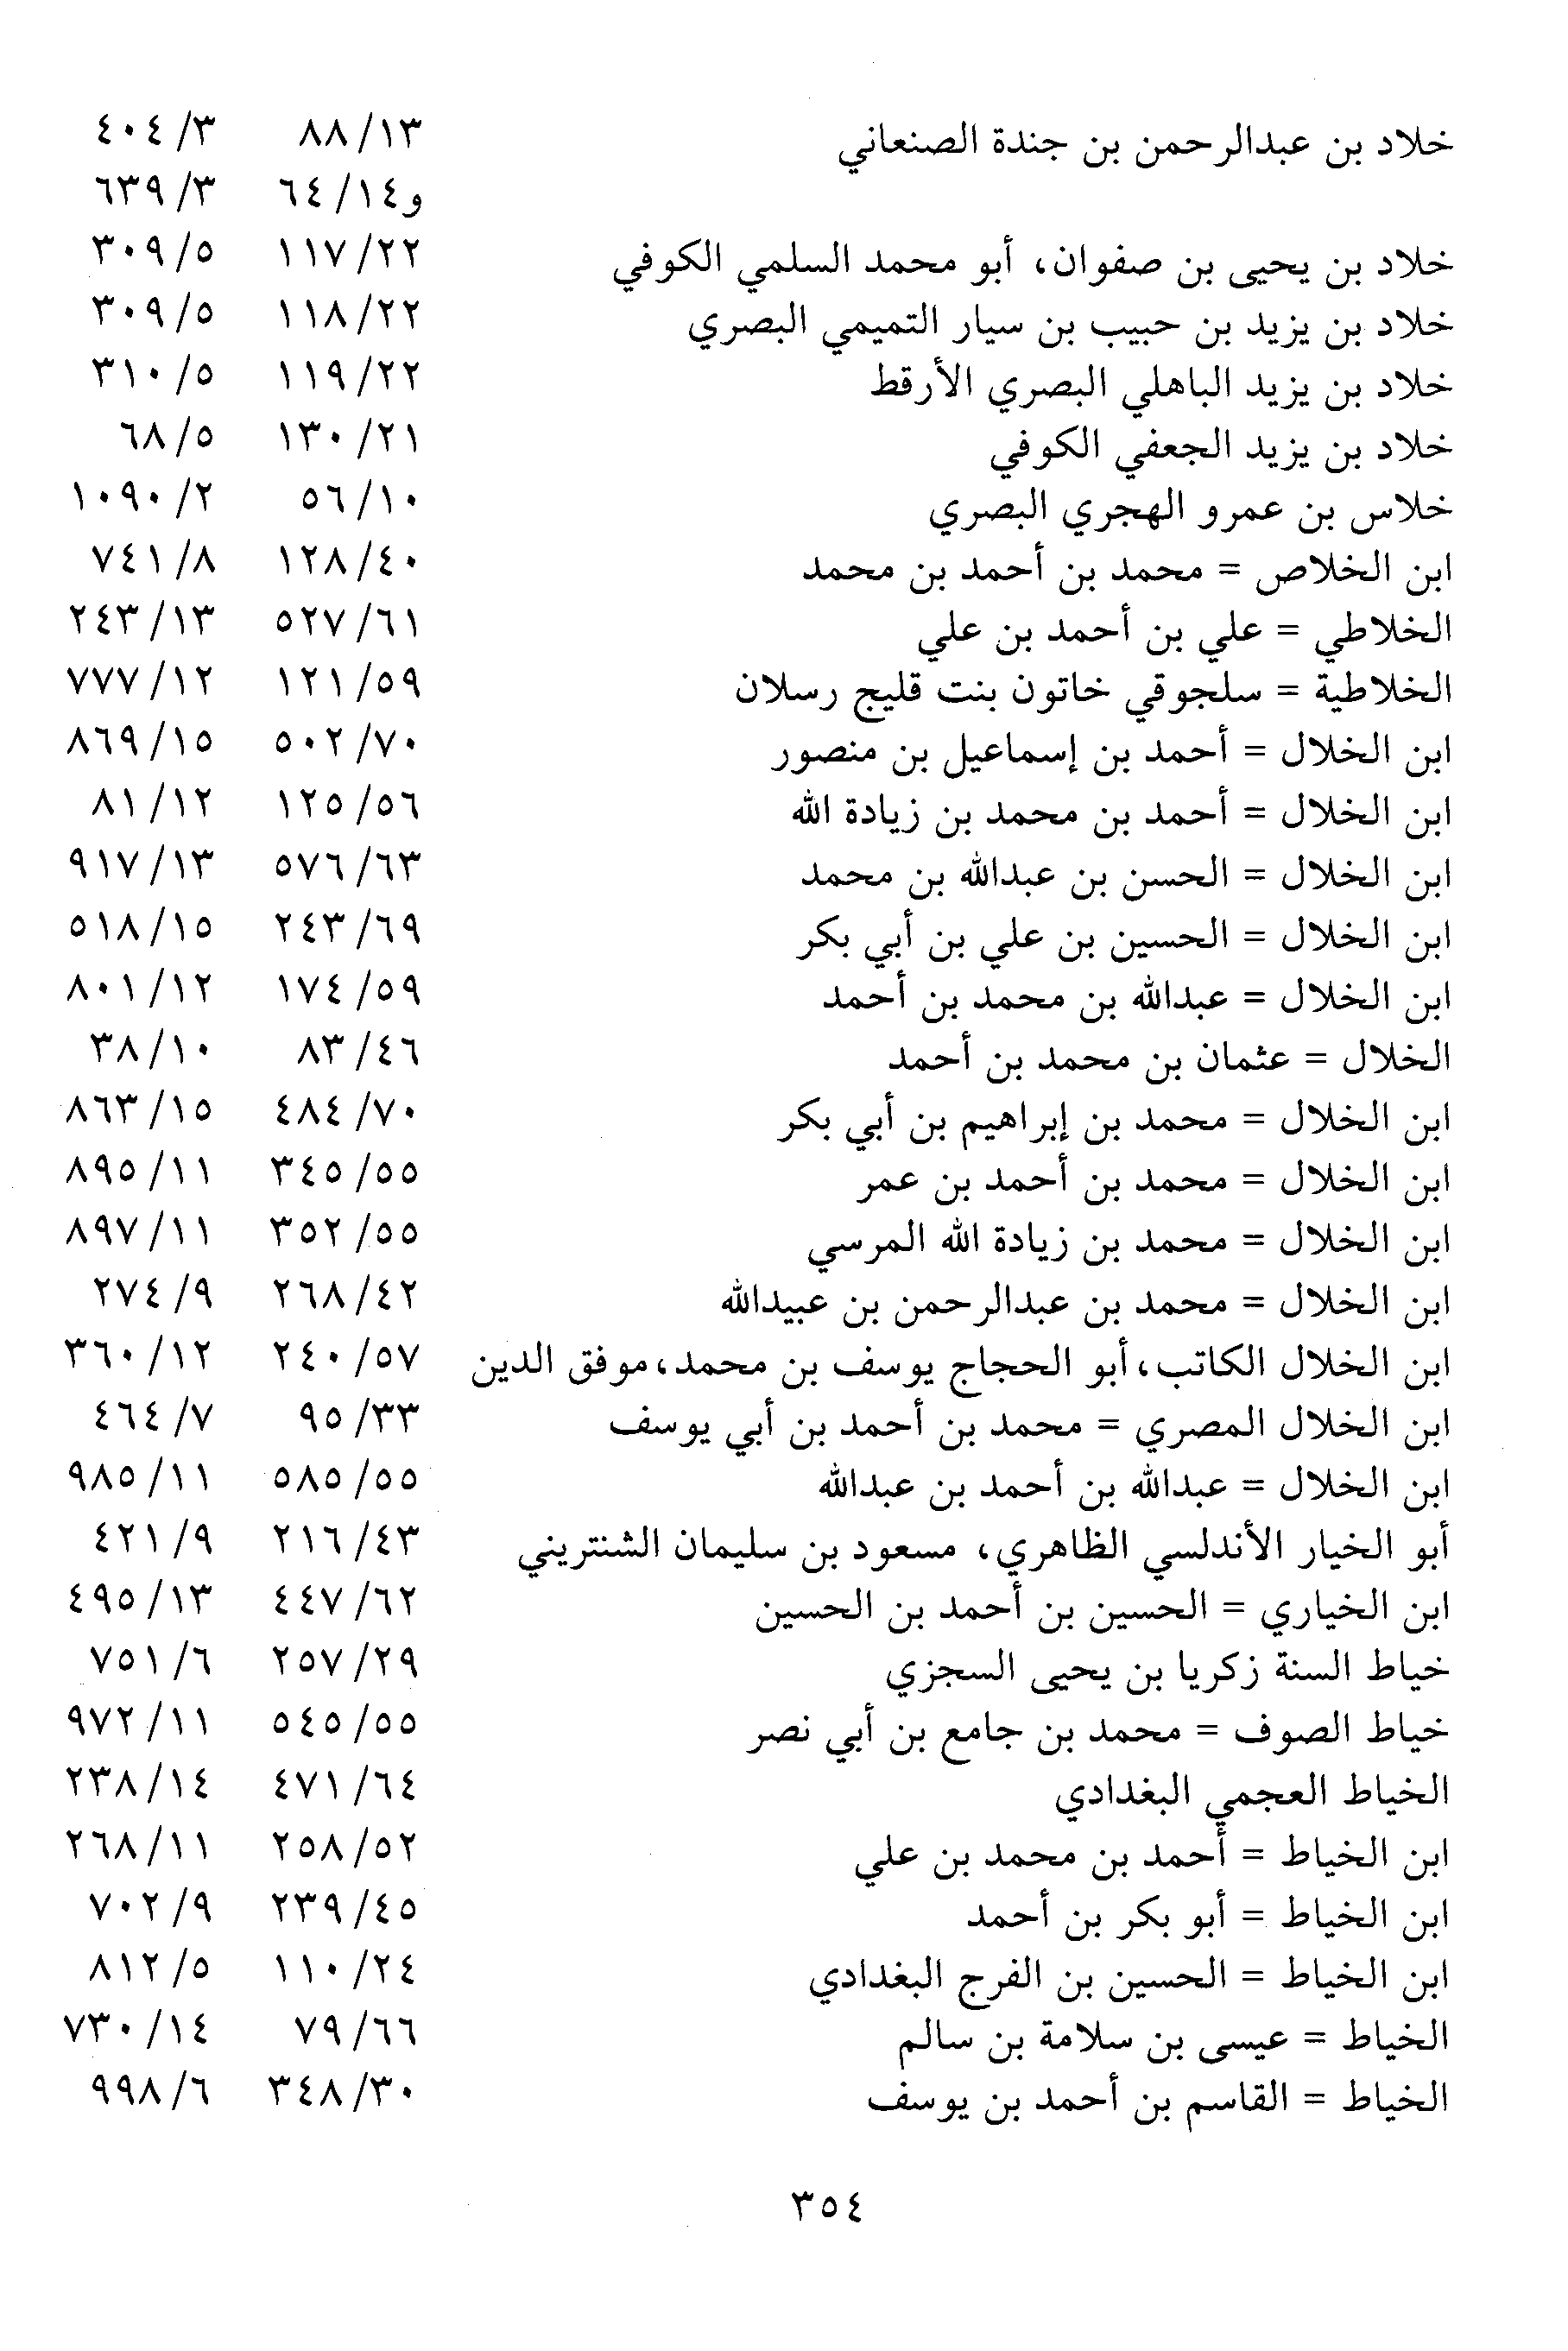 خلاد بن عبدالرحمن بن جندة الصنعاني ١٣/٨٨ ٣/٤٠٤
و١٤/٦٤ ٣/٦٣٩
خلاد بن يحيى بن صفوان، أبو محمد السلمي الكوفي ٢٢/١١٧ ٥/٣٠٩
خلاد بن يزيد بن حبيب بن سيار التميمي البصري ٢٢/١١٨ ٥/٣٠٩
خلاد بن يزيد الباهلي البصري الأرقط ٢٢/١١٩ ٥/٣١٠
خلاد بن يزيد الجعفي الكوفي ٢١/١٣٠ ٥/٦٨
خلاس بن عمرو الهجري البصري ١٠/٥٦ ٢/١٠٩٠
ابن الخلاص = محمد بن أحمد بن محمد ٤٠/١٢٨ ٨/٧٤١
الخلاطي = علي بن أحمد بن علي ٦١/٥٢٧ ١٣/٢٤٣
الخلاطية = سلجوقي خاتون بنت قليج رسلان ٥٩/١٢١ ١٢/٧٧٧
ابن الخلال = أحمد بن إسماعيل بن منصور ٧٠/٥٠٢ ١٥/٨٦٩
ابن الخلال = أحمد بن محمد بن زيادة الله ٥٦/١٢٥ ١٢/٨١
ابن الخلال = الحسن بن عبدالله بن محمد ٦٣/٥٧٦ ١٣/٩١٧
ابن الخلال = الحسين بن علي بن أبي بكر ٦٩/٢٤٣ ١٥/٥١٨
ابن الخلال = عبدالله بن محمد بن أحمد ٥٩/١٧٤ ١٢/٨٠١
الخلال = عثمان بن محمد بن أحمد ٤٦/٨٣ ١٠/٣٨
ابن الخلال = محمد بن إبراهيم بن أبي بكر ٧٠/٤٨٤ ١٥/٨٦٣
ابن الخلال = محمد بن أحمد بن عمر ٥٥/٣٤٥ ١١/٨٩٥
ابن الخلال = محمد بن زيادة الله المرسي ٥٥/٣٥٢ ١١/٨٩٧
ابن الخلال = محمد بن عبدالرحمن بن عبيدالله ٤٢/٢٦٨ ٩/٢٧٤
ابن الخلال الكاتب، أبو الحجاج يوسف بن محمد، موفق الدين ٥٧/٢٤٠ ١٢/٣٦٠
ابن الخلال المصري = محمد بن أحمد بن أبي يوسف ٣٣/٩٥ ٧/٤٦٤
ابن الخلال = عبدالله بن أحمد بن عبدالله ٥٥/٥٨٥ ١١/٩٨٥
أبو الخيار الأندلسي الظاهري، مسعود بن سليمان الشنتريني ٤٣/٢١٦ ٩/٤٢١
ابن الخياري = الحسين بن أحمد بن الحسين ٦٢/٤٤٧ ١٣/٤٩٥
خياط السنة زكريا بن يحيى السجزي ٢٩/٢٥٧ ٦/٧٥١
خياط الصوف = محمد بن جامع بن أبي نصر ٥٥/٥٤٥ ١١/٩٧٢
الخياط العجمي البغدادي ٦٤/٤٧١ ١٤/٢٣٨
ابن الخياط = أحمد بن محمد بن علي ٥٢/٢٥٨ ١١/٢٦٨
ابن الخياط = أبو بكر بن أحمد ٤٥/٢٣٩ ٩/٧٠٢
ابن الخياط = الحسين بن الفرج البغدادي ٢٤/١١٠ ٥/٨١٢
الخياط = عيسى بن سلامة بن سالم ٦٦/٧٩ ١٤/٧٣٠
الخياط = القاسم بن أحمد بن يوسف ٣٠/٣٤٨ ٦/٩٩٨
٣٥٤